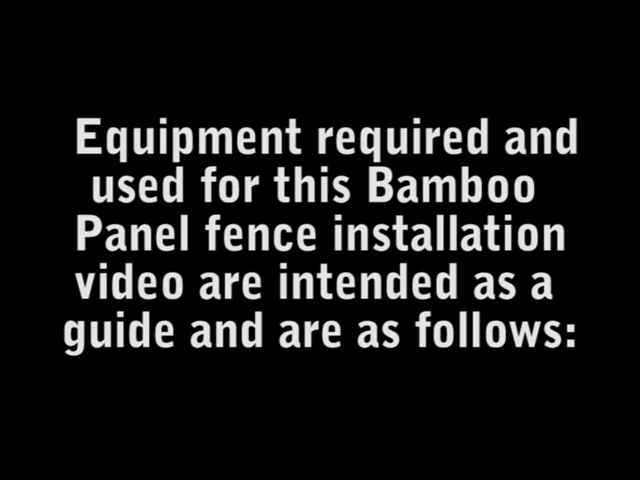 Equipment required and
used for this Bamboo
Panel fence installation
video are intended as a
guide and are as follows: